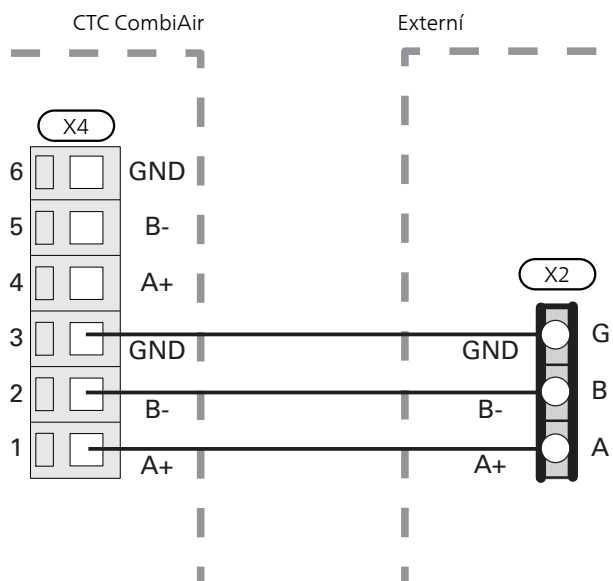 CTC CombiAir
Externí
X4
6 GND
5 B-
4 A+
X2
3 GND GND G
2 B- B- B
1 A+ A+ A